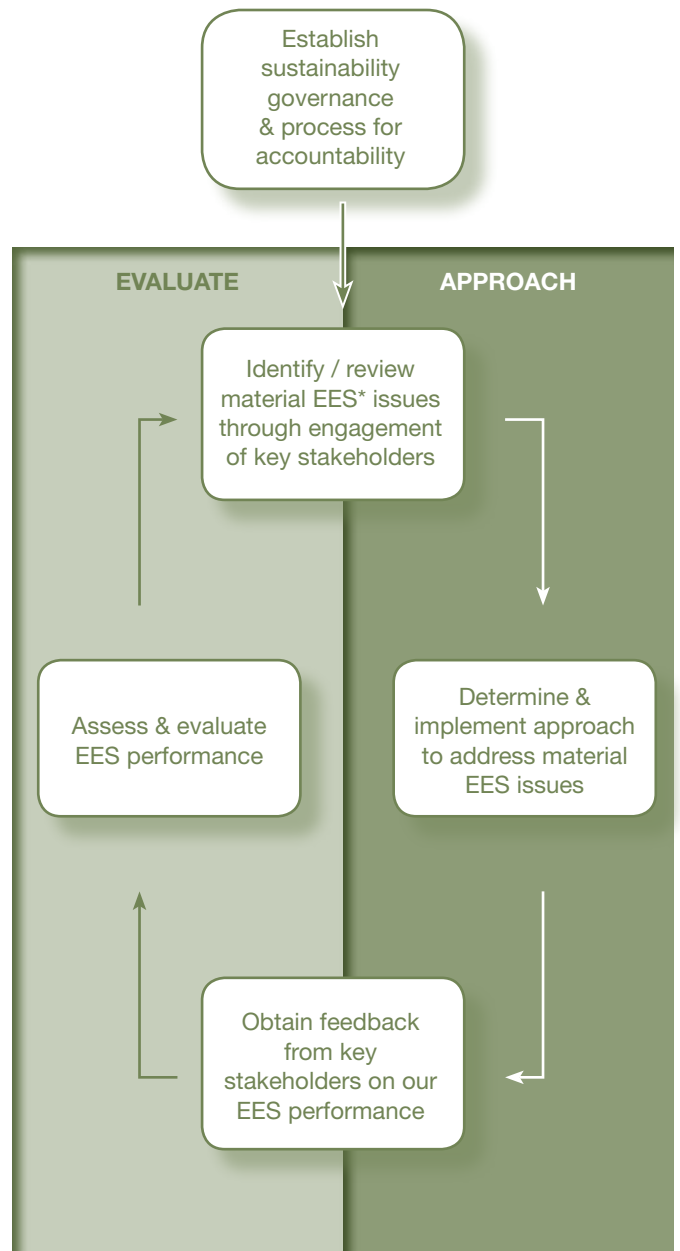 Establish
sustainability
governance
& process for
accountability
EVALUATE
APPROACH
Identify / review
material EES* issues
through engagement
of key stakeholders
Assess & evaluate
EES performance
Determine &
implement approach
to address material
EES issues
Obtain feedback
from key
stakeholders on our
EES performance